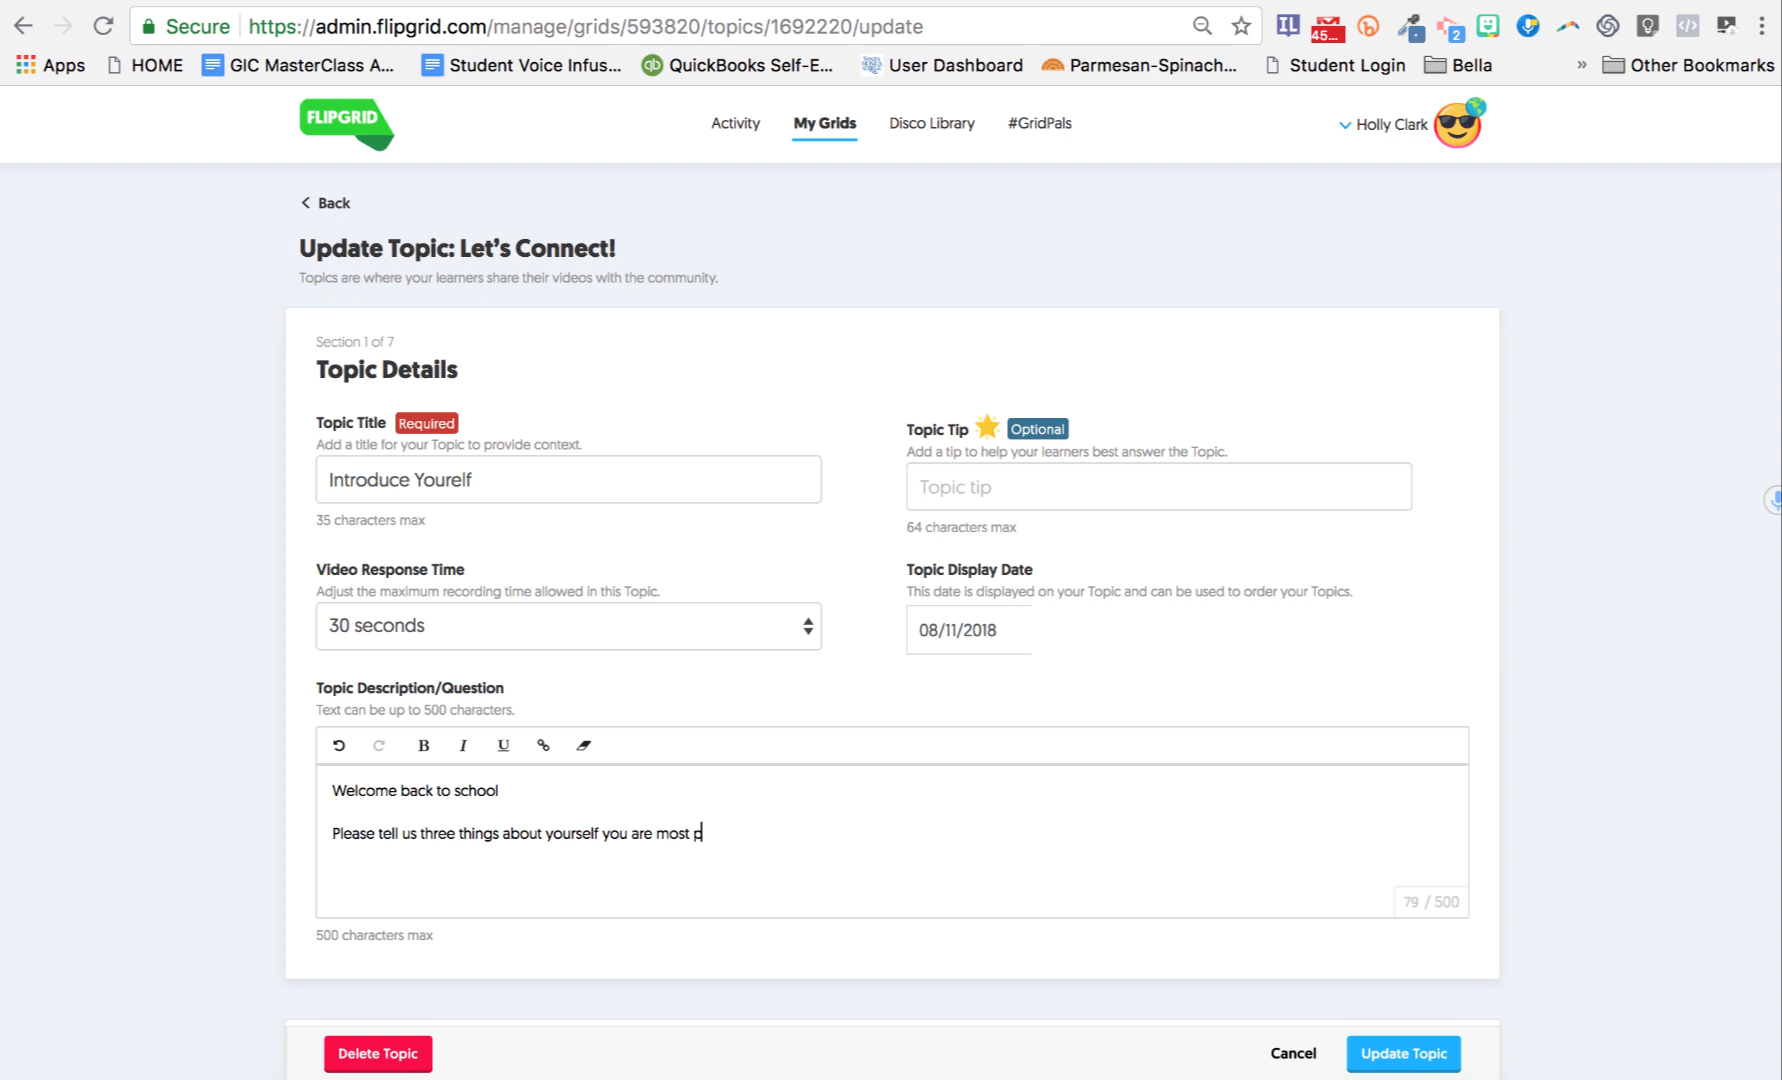 Secure https://admin.flipgrid.com/manage/grids/593820/topics/1692220/update
IL 45... 2
Apps HOME GIC MasterClass A... Student Voice Infus... qb QuickBooks Self-E... User Dashboard Parmesan-Spinach... Student Login Bella » Other Bookmarks
FLIPGRID Activity My Grids Disco Library #GridPals Holly Clark
Back
Update Topic: Let's Connect!
Topics are where your learners share their videos with the community.
Section 1 of 7
Topic Details
Topic Title Required
Add a title for your Topic to provide context.
Introduce Yourelf
35 characters max
Topic Tip Optional
Add a tip to help your learners best answer the Topic.
Topic tip
64 characters max
Video Response Time
Adjust the maximum recording time allowed in this Topic.
30 seconds
Topic Display Date
This date is displayed on your Topic and can be used to order your Topics.
08/11/2018
Topic Description/Question
Text can be up to 500 characters.
B I U
Welcome back to school
Please tell us three things about yourself you are most p
79 / 500
500 characters max
Delete Topic Cancel Update Topic